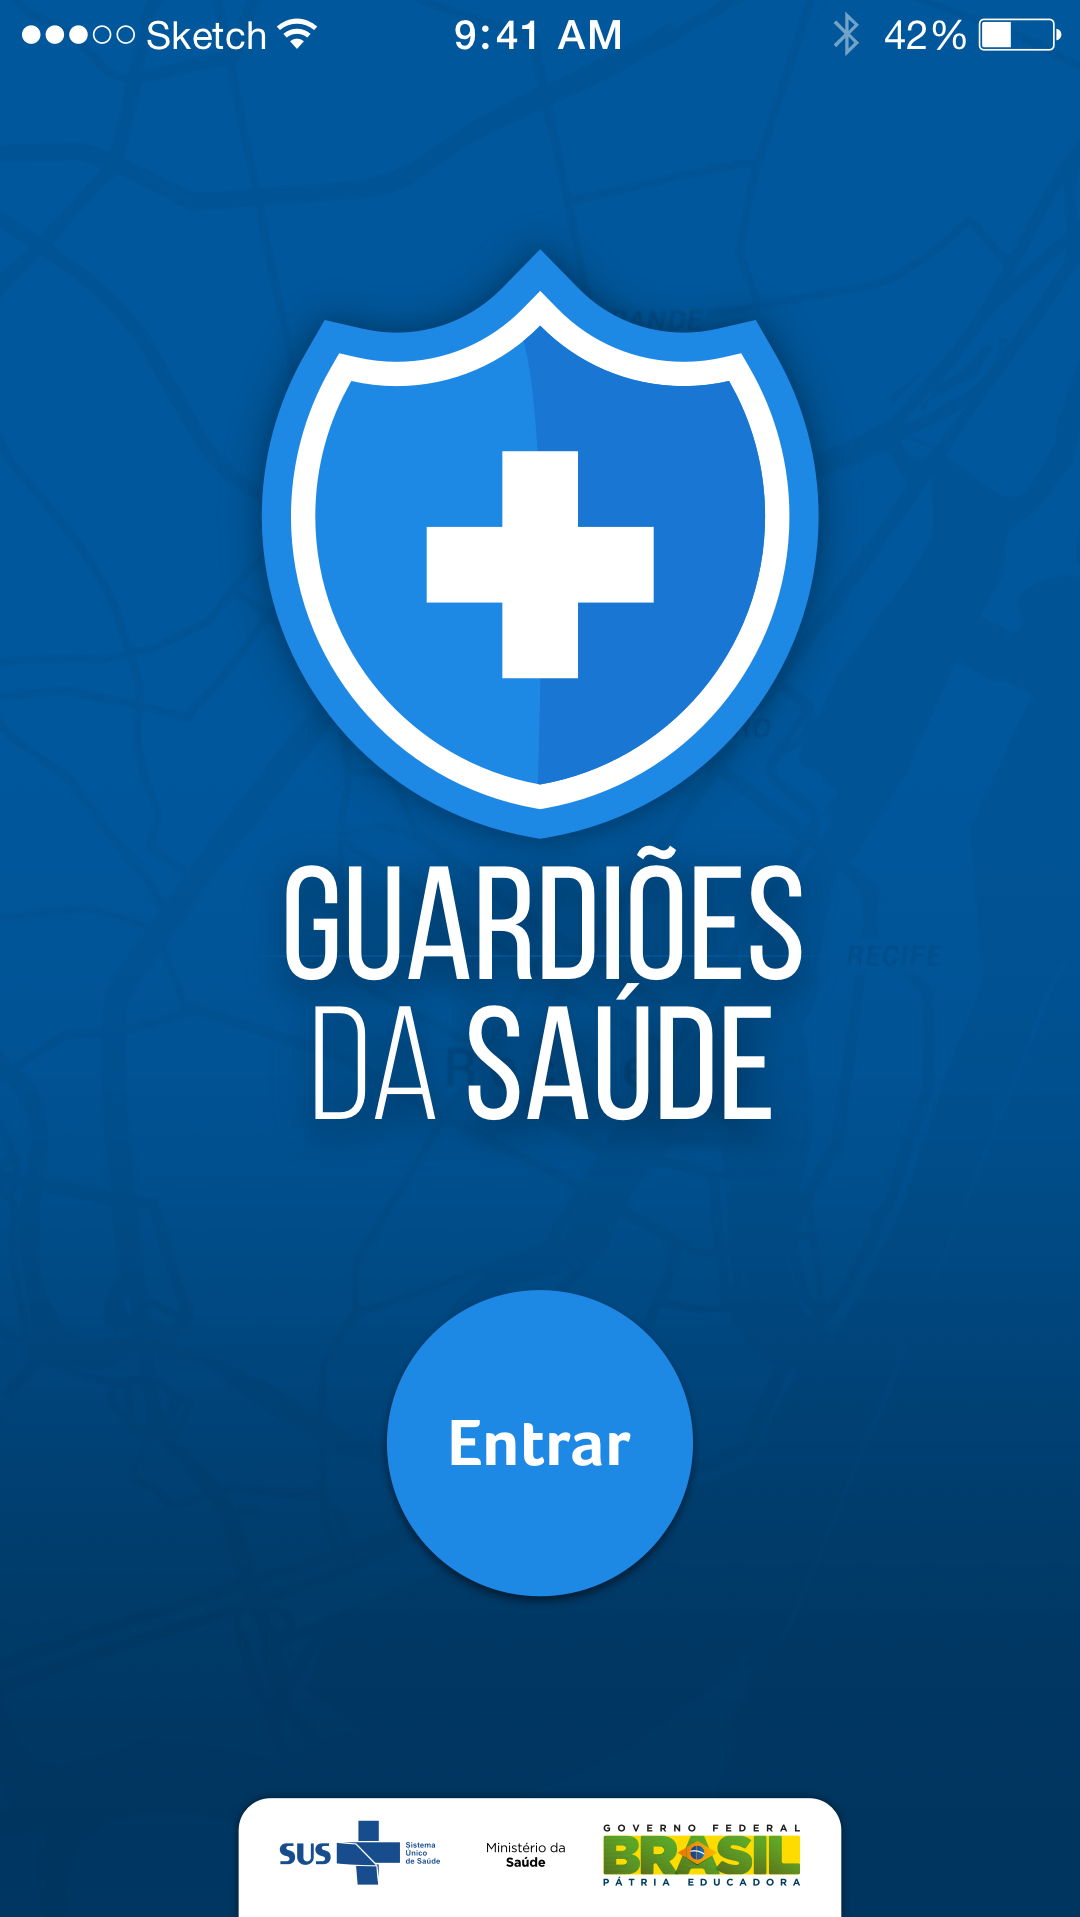 Sketch 9:41 AM 42%
GUARDIÕES
DA SAÚDE
RECIFE
Entrar
SUS Sistema
Único
de Saúde
Ministério da
Saúde
GOVERNO FEDERAL
BRASIL
PÁTRIA EDUCADORA